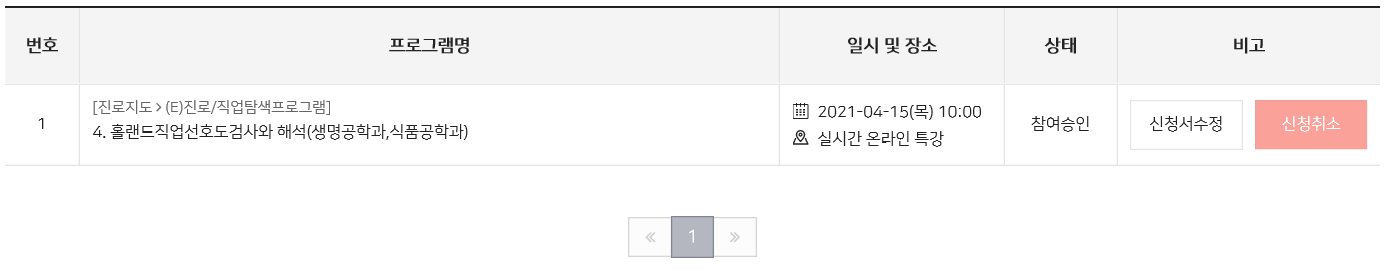 번호 프로그램명 일시 및 장소 상태 비고
[진로지도 > (E)진로/직업탐색프로그램]
1 4. 홀랜드직업선호도검사와 해석(생명공학과,식품공학과)
2021-04-15(목) 10:00
실시간 온라인 특강
참여승인
신청서수정 신청취소
« 1 »